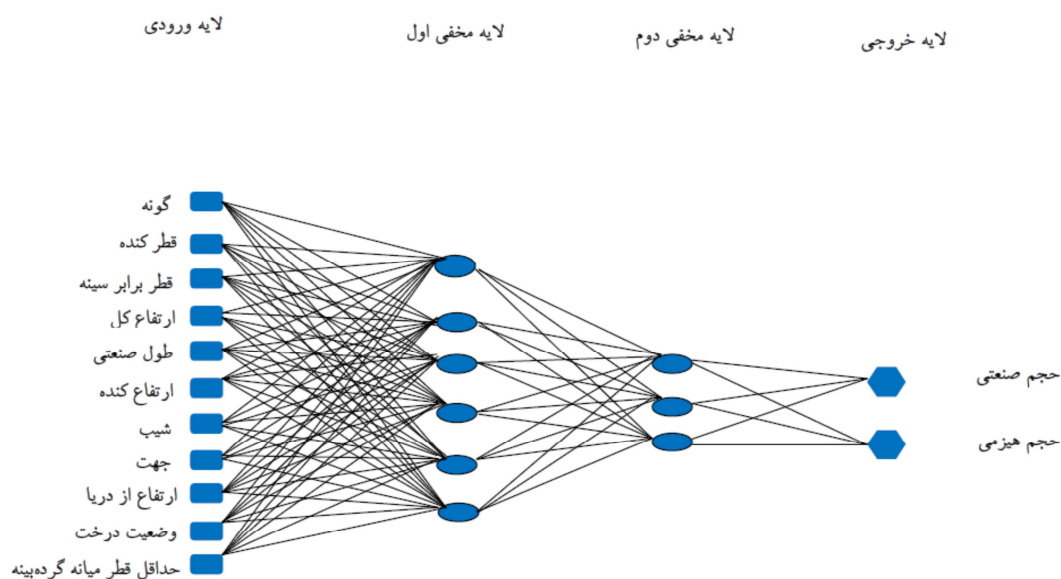 لایه ورودی
لایه مخفی اول
لایه مخفی دوم
لایه خروجی
گونه
قطر کنده
قطر برابر سینه
ارتفاع کل
طول صنعتی
ارتفاع کنده
شیب
جهت
ارتفاع از دریا
وضعیت درخت
حداقل قطر میانه گرده‌بینه
حجم صنعتی
حجم هیزمی